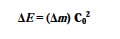 ΔE = (Δm) C₀²